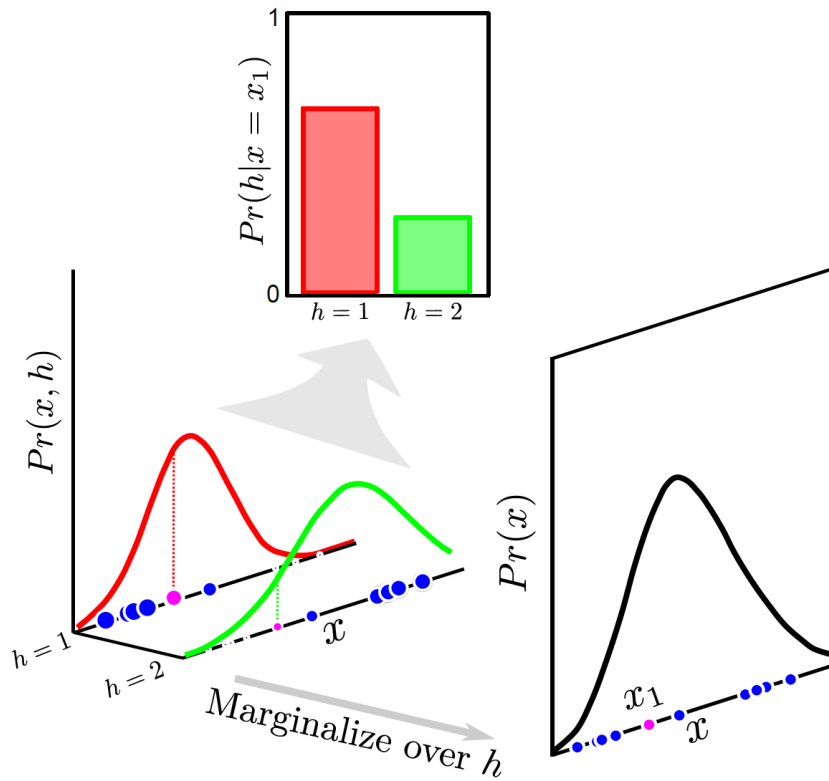 1
Pr(h|x = x₁)
0
h = 1
h = 2
Pr(x, h)
h = 1
h = 2
x
Marginalize over h
Pr(x)
x₁
x